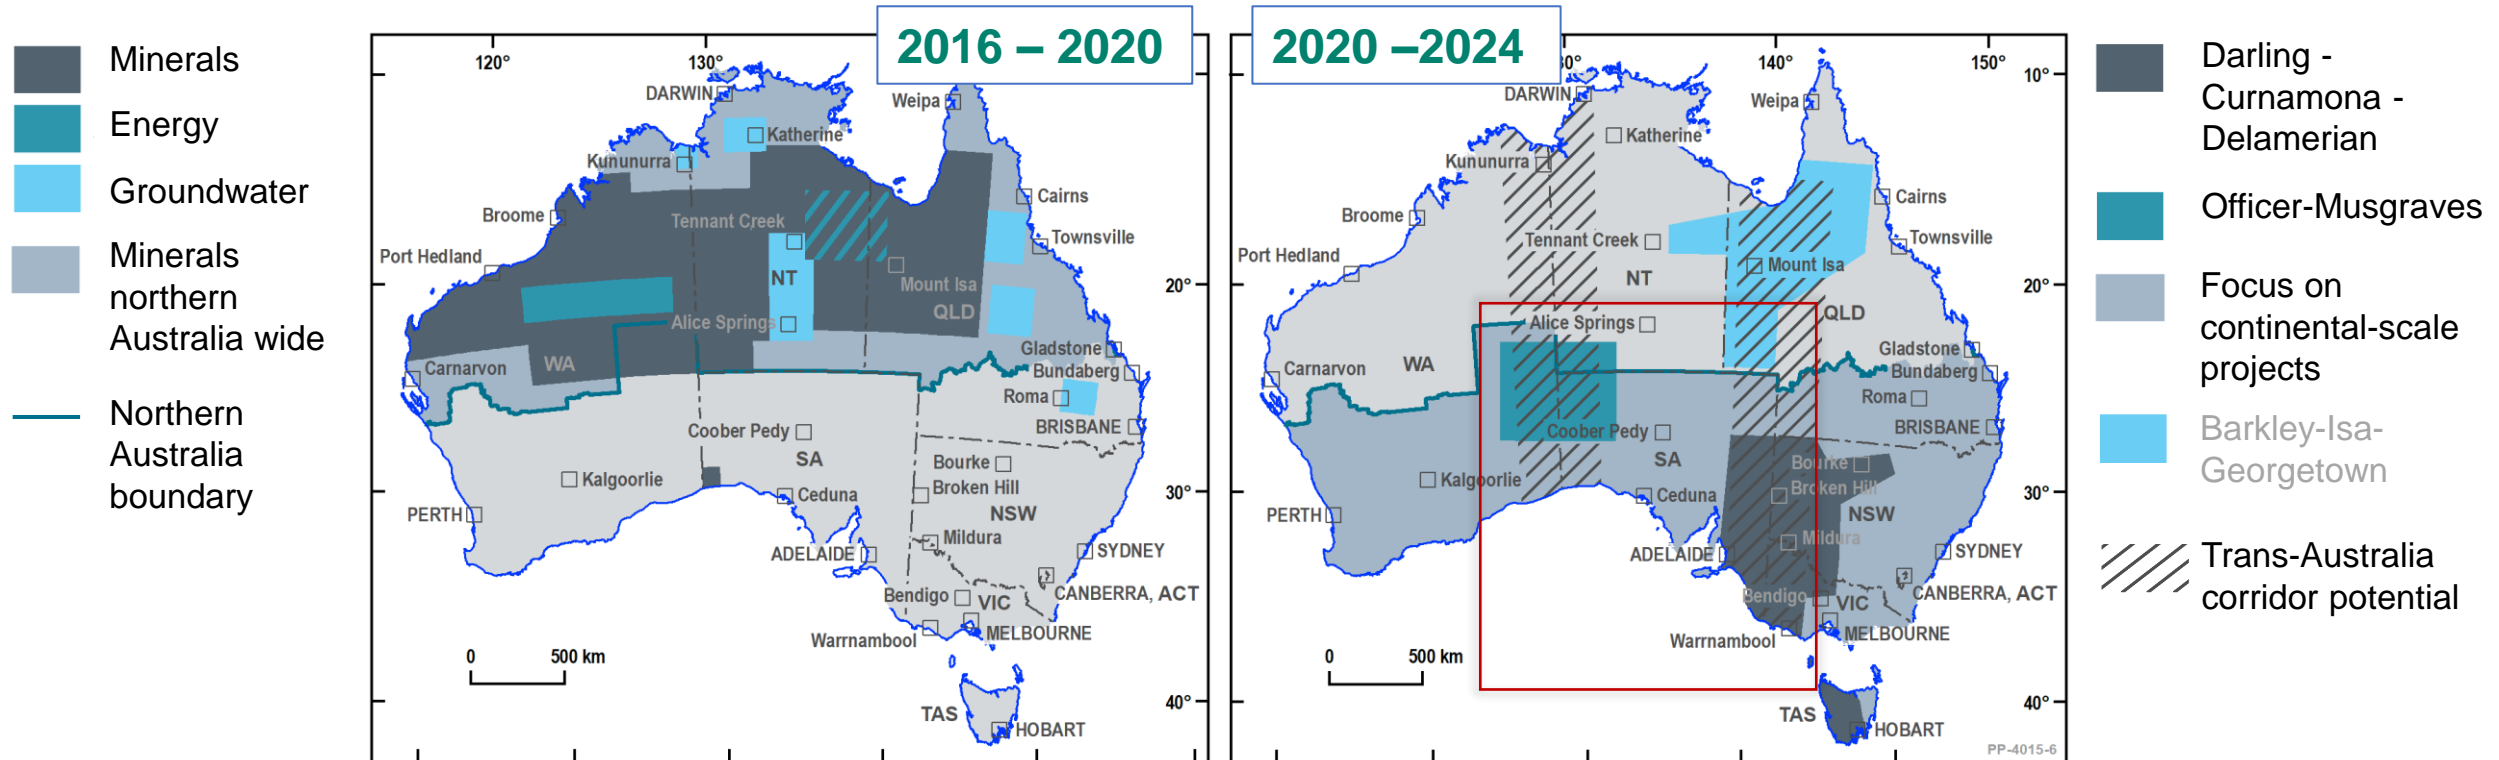 Minerals
Energy
Groundwater
Minerals
northern
Australia wide
Northern
Australia
boundary
2016 – 2020
120°
130°
DARWIN
Weipa
Katherine
Kununurra
Cairns
Broome
Tennant Creek
Townsville
Port Hedland
NT
Mount Isa
20°
QLD
Alice Springs
Gladstone
WA
Carnarvon
Bundaberg
Roma
BRISBANE
Coober Pedy
SA
Bourke
Kalgoorlie
Broken Hill
30°
Ceduna
NSW
PERTH
Mildura
ADELAIDE
SYDNEY
Bendigo
VIC
CANBERRA, ACT
Warrnambool
MELBOURNE
0 500 km
40°
TAS
HOBART
2020 –2024
30°
140°
150°
10°
DARWIN
Weipa
Katherine
Kununurra
Cairns
Broome
Tennant Creek
Townsville
Port Hedland
Mount Isa
NT
20°
QLD
Alice Springs
Gladstone
WA
Carnarvon
Bundaberg
Roma
BRISBANE
Coober Pedy
SA
Bourke
Kalgoorlie
Broken Hill
30°
Ceduna
NSW
PERTH
Mildura
ADELAIDE
SYDNEY
Bendigo
VIC
CANBERRA, ACT
Warrnambool
MELBOURNE
0 500 km
40°
TAS
HOBART
PP-4015-6
Darling -
Curnamona -
Delamerian
Officer-Musgraves
Focus on
continental-scale
projects
Barkley-Isa-
Georgetown
Trans-Australia
corridor potential